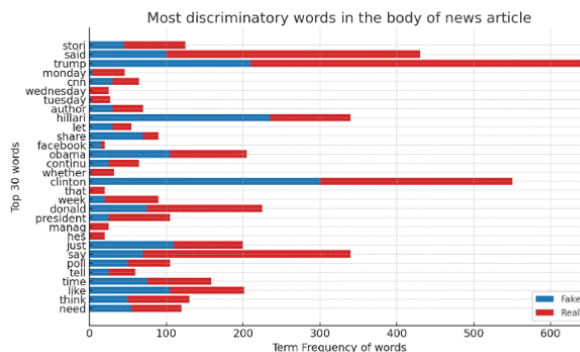 Most discriminatory words in the body of news article
Top 30 words
stori
said
trump
monday
cnn
wednesday
tuesday
author
hillari
let
share
facebook
obama
continu
whether
clinton
that
week
donald
president
manag
hes
just
say
poll
tell
time
like
think
need
0
100
200
300
400
500
600
Term Frequency of words
Fake
Real